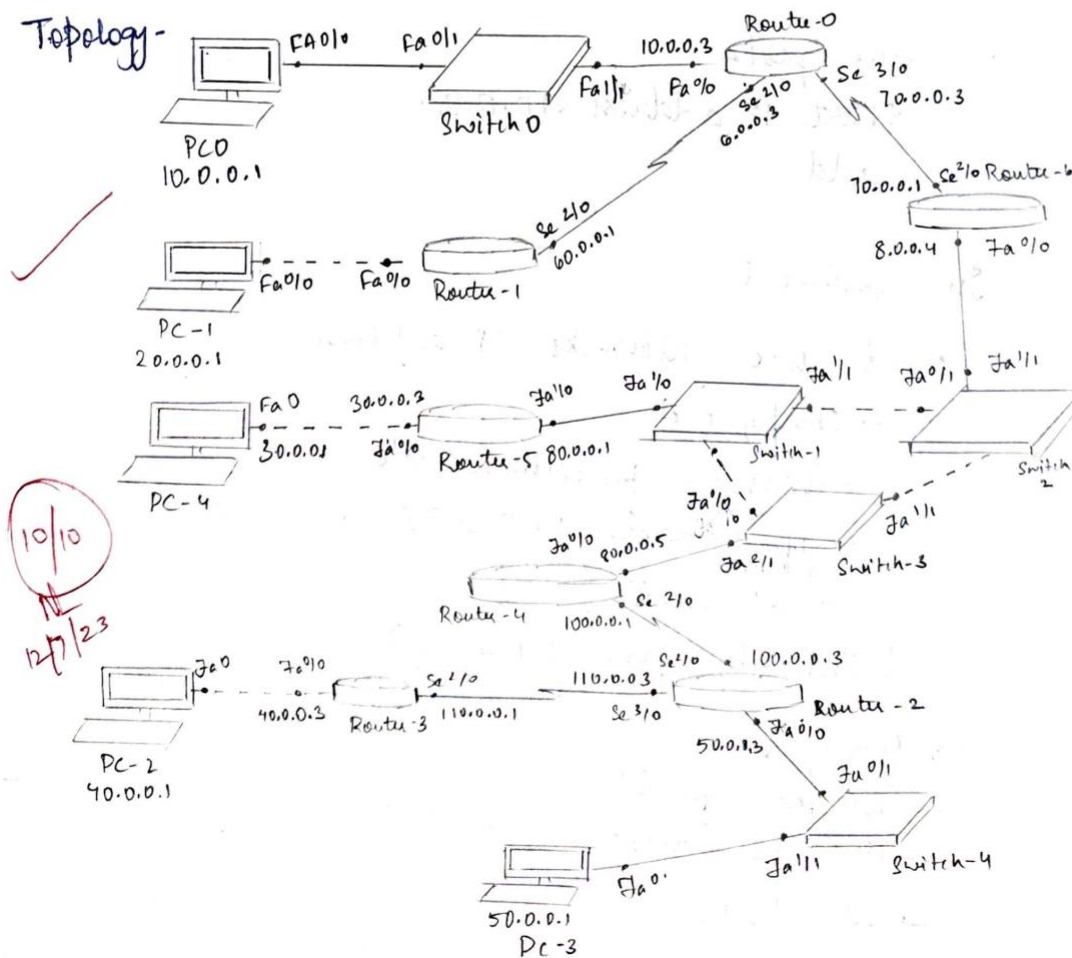 Topology-
FA0/0
Fa0/1
Switch0
Fa1/1
10.0.0.3
Fa0/0
Router-0
Se 2/0
6.0.0.3
Se 3/0
70.0.0.3
PC0
10.0.0.1
70.0.0.1
Se2/0 Router-6
8.0.0.4
Fa0/0
Se 2/0
60.0.0.1
Fa0/0
Fa0/0
Router-1
PC-1
20.0.0.1
Fa 0
30.0.01
30.0.0.3
Fa0/0
Router-5
Fa1/0
80.0.0.1
Fa1/0
Fa1/1
Switch-1
Fa0/1
Fa1/1
Switch
2
PC-4
Fa1/0
Fa1/1
Switch-3
Fa2/1
Fa0/0
80.0.0.5
Router-4
Se 2/0
100.0.0.1
10/10
NL
12/7/23
Fa0
Fa0/0
40.0.0.3
Router-3
Se2/0
110.0.0.1
110.0.03
Se3/0
Se2/0
100.0.0.3
Router-2
Fa0/0
50.0.0.3
PC-2
40.0.0.1
Fa0/1
Switch-4
Fa1/1
Fa0
50.0.0.1
PC-3